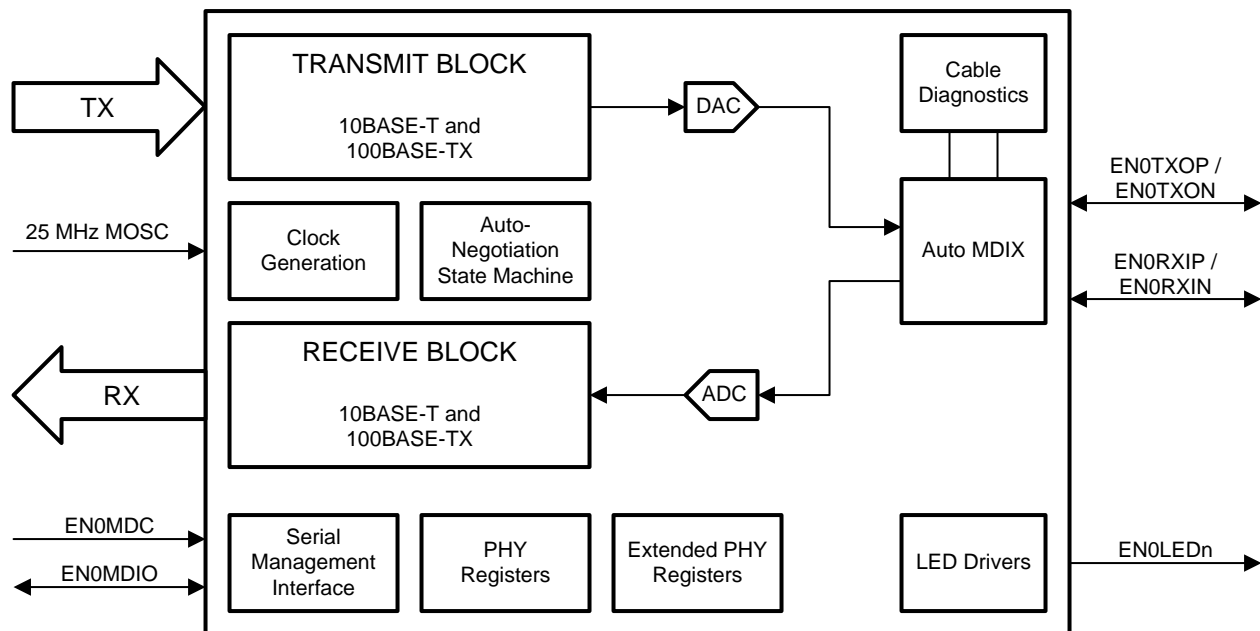 TRANSMIT BLOCK
10BASE-T and
100BASE-TX
TX
DAC
Cable
Diagnostics
EN0TXOP /
EN0TXON
25 MHz MOSC
Clock
Generation
Auto-
Negotiation
State Machine
Auto MDIX
EN0RXIP /
EN0RXIN
RECEIVE BLOCK
10BASE-T and
100BASE-TX
RX
ADC
EN0MDC
EN0MDIO
Serial
Management
Interface
PHY
Registers
Extended PHY
Registers
LED Drivers
EN0LEDn